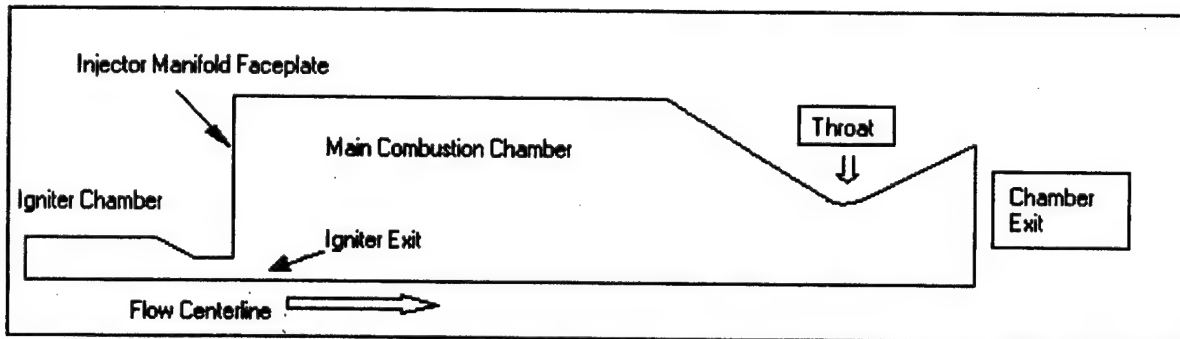 Injector Manifold Faceplate
Throat
Main Combustion Chamber
Igniter Chamber
Chamber
Exit
Igniter Exit
Flow Centerline